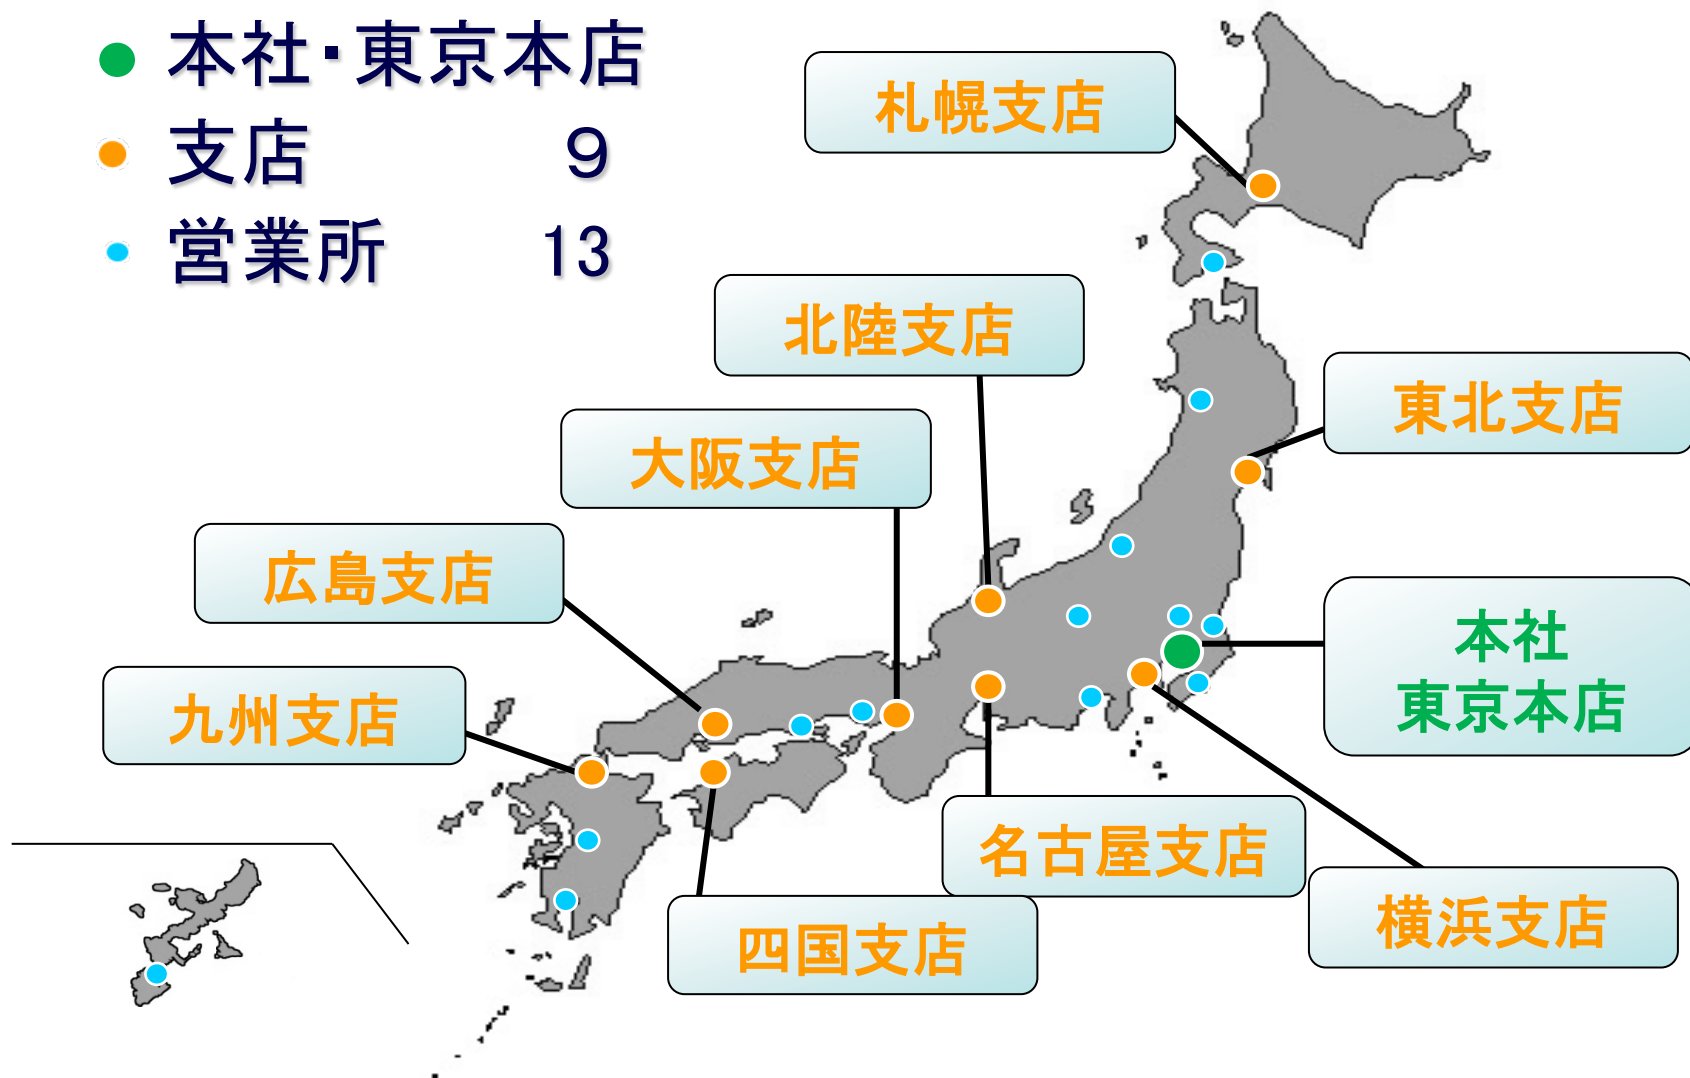 本社・東京本店
支店 9
営業所 13
札幌支店
北陸支店
東北支店
大阪支店
広島支店
本社
東京本店
九州支店
名古屋支店
横浜支店
四国支店